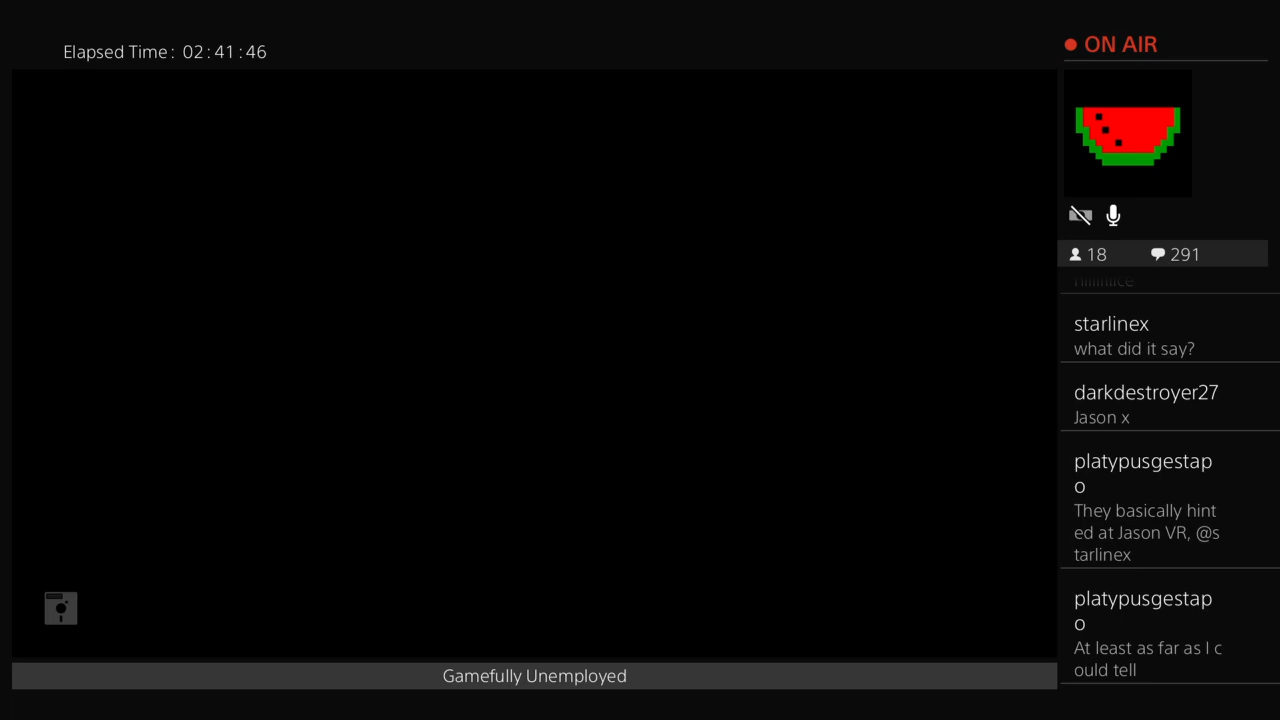 Elapsed Time: 02:41:46
ON AIR
18 291
starlinex
what did it say?
darkdestroyer27
Jason x
platypusgestap
o
They basically hint
ed at Jason VR, @s
tarlinex
platypusgestap
o
At least as far as I c
ould tell
Gamefully Unemployed